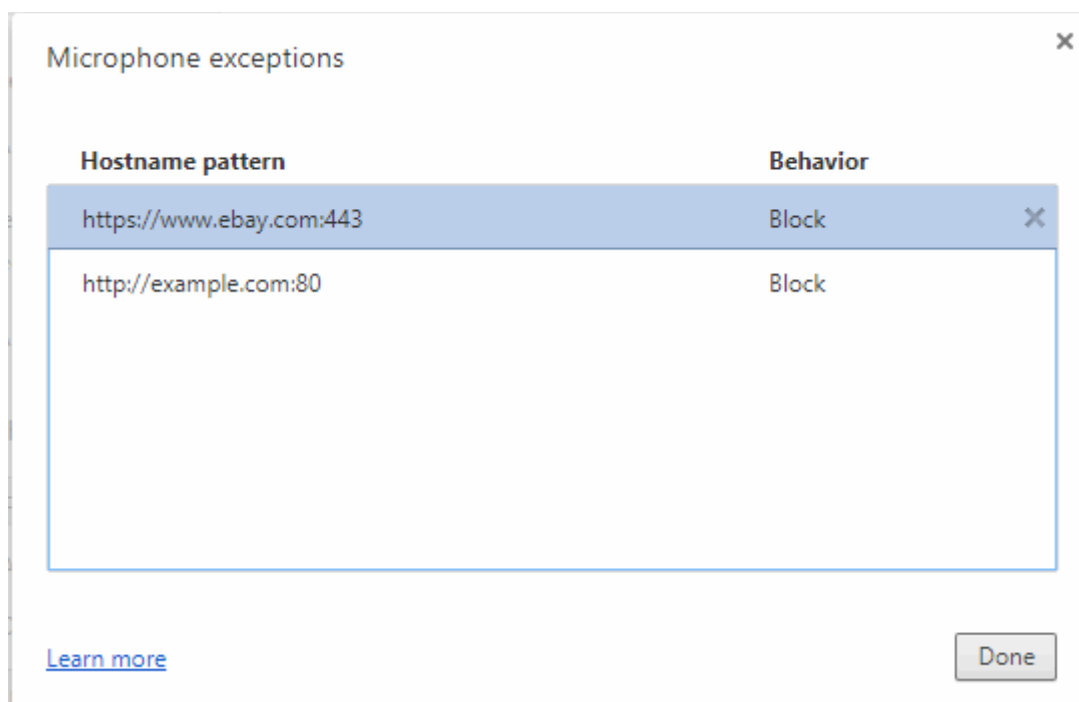 Microphone exceptions
Hostname pattern Behavior
https://www.ebay.com:443 Block
http://example.com:80 Block
Learn more Done